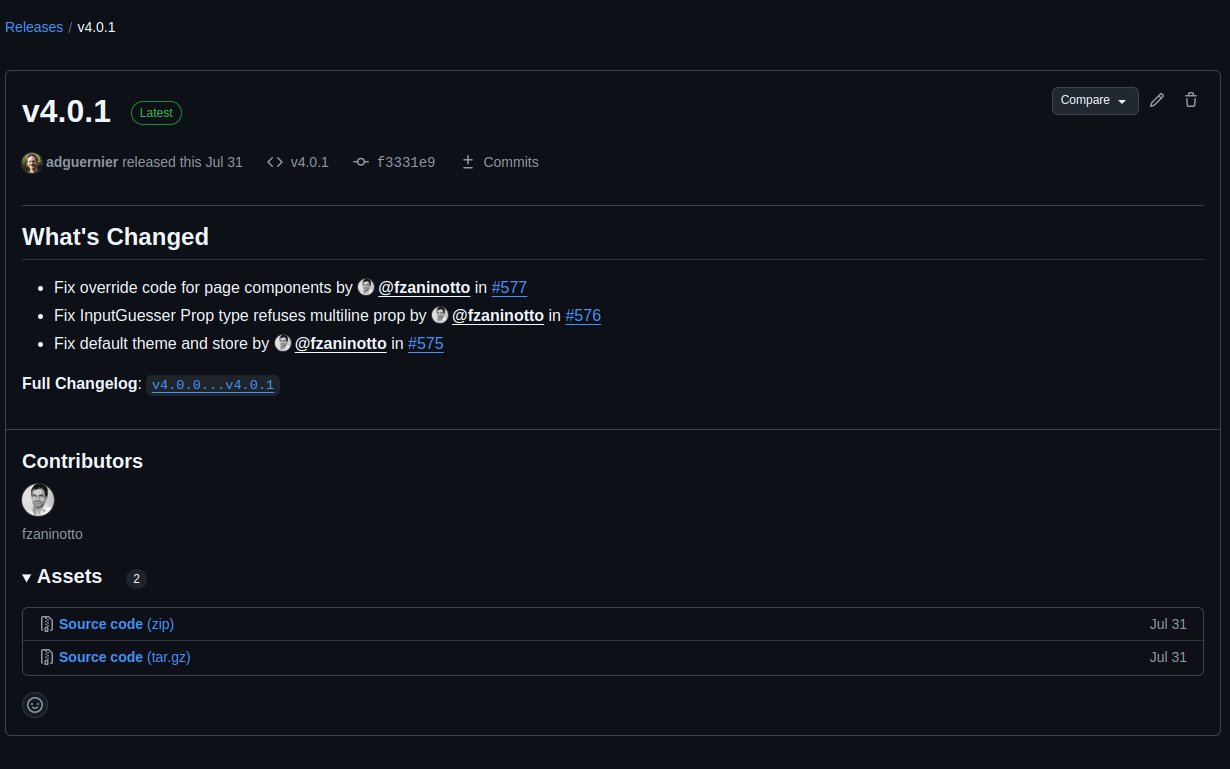 Releases / v4.0.1
v4.0.1 Latest Compare
adguernier released this Jul 31 v4.0.1 f3331e9 Commits
What's Changed
Fix override code for page components by @fzaninotto in #577
Fix InputGuesser Prop type refuses multiline prop by @fzaninotto in #576
Fix default theme and store by @fzaninotto in #575
Full Changelog: v4.0.0...v4.0.1
Contributors
fzaninotto
Assets 2
Source code (zip) Jul 31
Source code (tar.gz) Jul 31